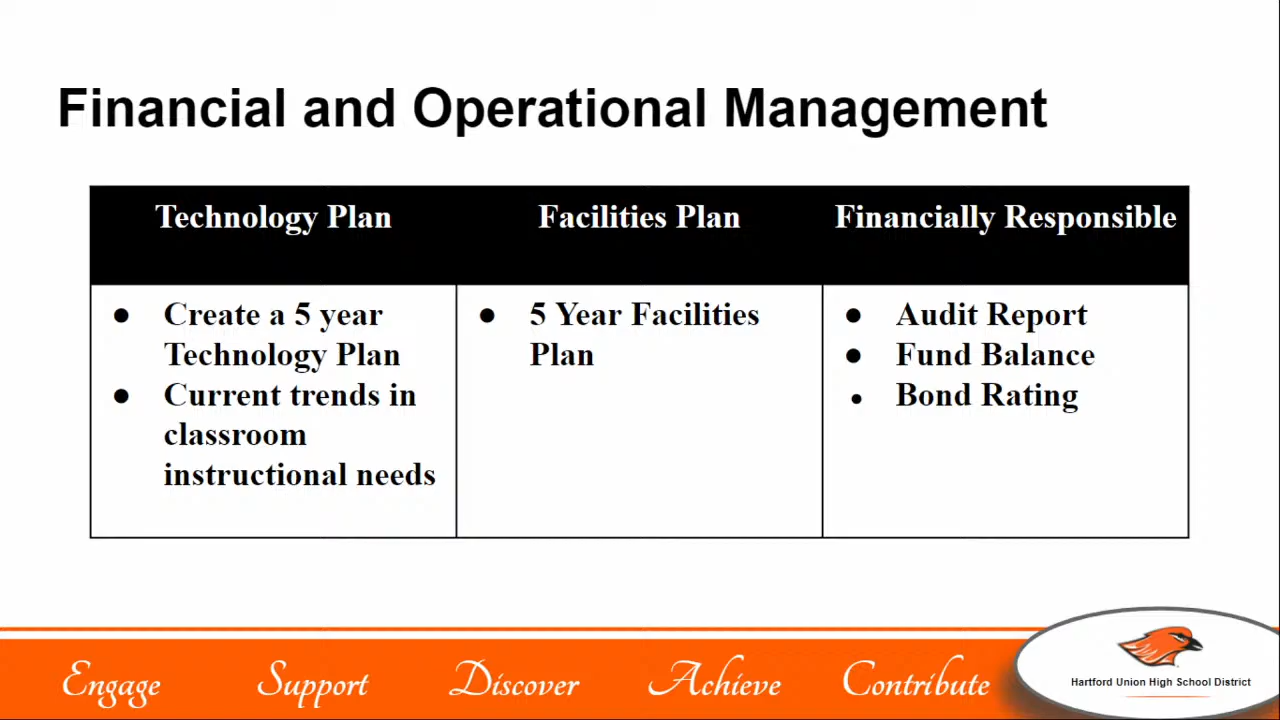 Financial and Operational Management
Technology Plan
Facilities Plan
Financially Responsible
● Create a 5 year
Technology Plan
● Current trends in
classroom
instructional needs
● 5 Year Facilities
Plan
● Audit Report
● Fund Balance
● Bond Rating
Engage Support Discover Achieve Contribute
Hartford Union High School District